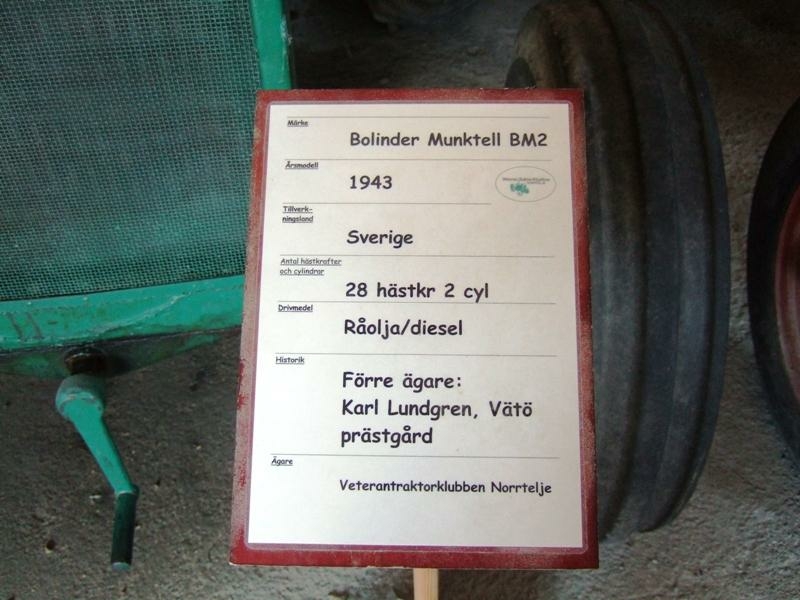 Märke
Bolinder Munktell BM2
Årsmodell
1943
Tillverk-
ningsland
Sverige
Antal hästkrafter
och cylindrar
28 hästkr 2 cyl
Drivmedel
Råolja/diesel
Historik
Förre ägare:
Karl Lundgren, Vätö
prästgård
Ägare
Veterantraktorklubben Norrtelje